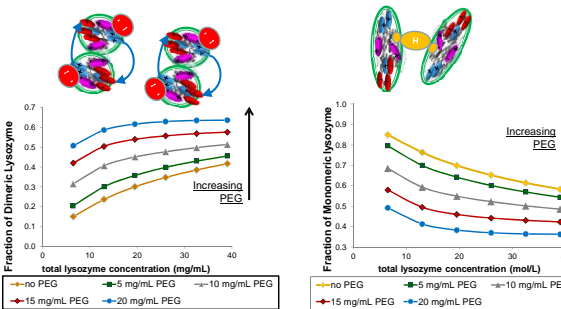 H
0.7
0.6
0.5
0.4
0.3
0.2
0.1
0.0
Fraction of Dimeric Lysozyme
Increasing
PEG
0 10 20 30 40
total lysozyme concentration (mg/mL)
no PEG 5 mg/mL PEG 10 mg/mL PEG
15 mg/mL PEG 20 mg/mL PEG
1.0
0.9
0.8
0.7
0.6
0.5
0.4
0.3
Fraction of Monomeric lysozyme
Increasing
PEG
0 10 20 30
total lysozyme concentration (mol/L)
no PEG 5 mg/mL PEG 10 mg/mL PE
15 mg/mL PEG 20 mg/mL PEG